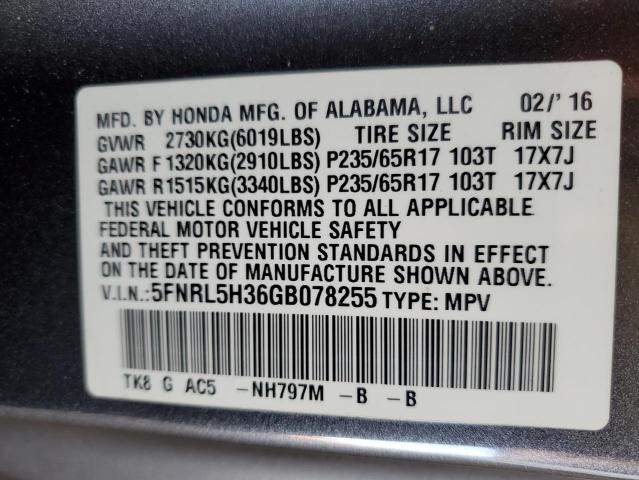 MFD. BY HONDA MFG. OF ALABAMA, LLC 02/' 16
GVWR 2730KG(6019LBS) TIRE SIZE RIM SIZE
GAWR F 1320KG(2910LBS) P235/65R17 103T 17X7J
GAWR R1515KG(3340LBS) P235/65R17 103T 17X7J
THIS VEHICLE CONFORMS TO ALL APPLICABLE
FEDERAL MOTOR VEHICLE SAFETY
AND THEFT PREVENTION STANDARDS IN EFFECT
ON THE DATE OF MANUFACTURE SHOWN ABOVE.
V.I.N.:5FNRL5H36GB078255 TYPE: MPV
TK8 G AC5 -NH797M -B -B